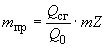 m_пр = Q_сг / Q_0 · mZ